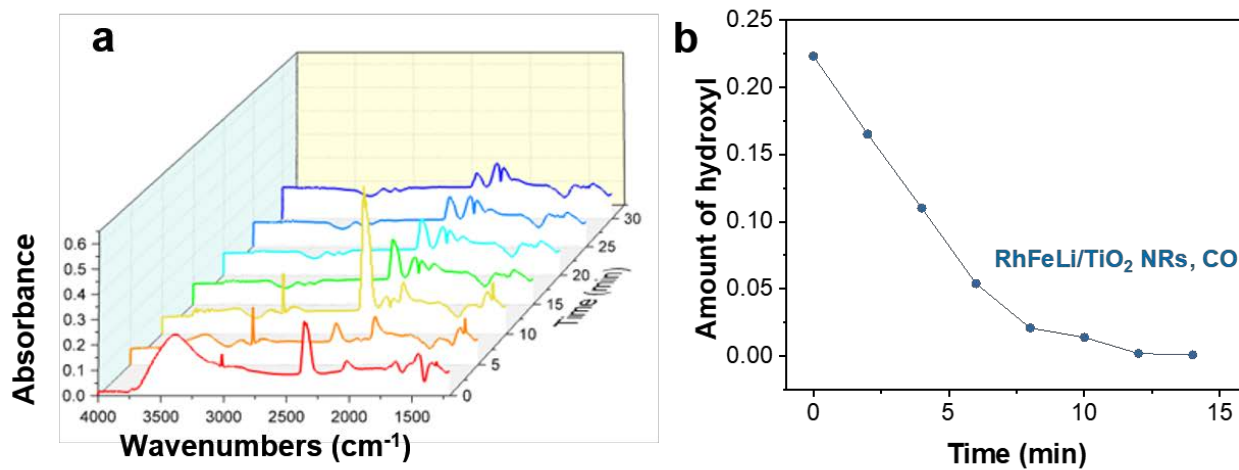 a
Absorbance
0.6
0.5
0.4
0.3
0.2
0.1
0.0
4000 3500 3000 2500 2000 1500
Wavenumbers (cm-1)
0
5
10
15
20
25
30
Time (min)
b
Amount of hydroxyl
0.25
0.20
0.15
0.10
0.05
0.00
RhFeLi/TiO₂ NRs, CO
0 5 10 15
Time (min)